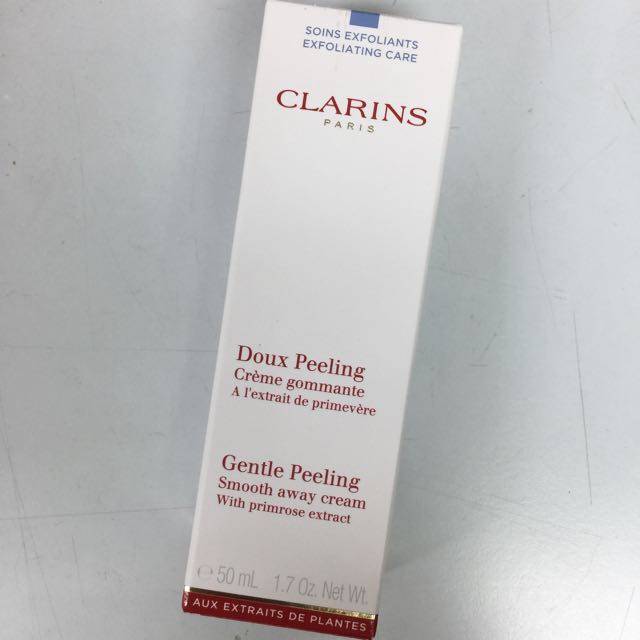 SOINS EXFOLIANTS
EXFOLIATING CARE
CLARINS
PARIS
Doux Peeling
Crème gommante
A l'extrait de primevère
Gentle Peeling
Smooth away cream
With primrose extract
℮ 50 mL 1.7 Oz. Net Wt.
AUX EXTRAITS DE PLANTES